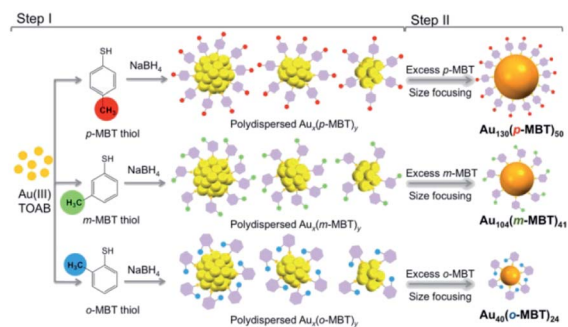 Step I
Step II
SH
CH₃
p-MBT thiol
NaBH₄
Polydispersed Auₓ(p-MBT)ᵧ
Excess p-MBT
Size focusing
Au₁₃₀(p-MBT)₅₀
Au(III)
TOAB
SH
H₃C
m-MBT thiol
NaBH₄
Polydispersed Auₓ(m-MBT)ᵧ
Excess m-MBT
Size focusing
Au₁₀₄(m-MBT)₄₁
SH
H₃C
o-MBT thiol
NaBH₄
Polydispersed Auₓ(o-MBT)ᵧ
Excess o-MBT
Size focusing
Au₄₀(o-MBT)₂₄